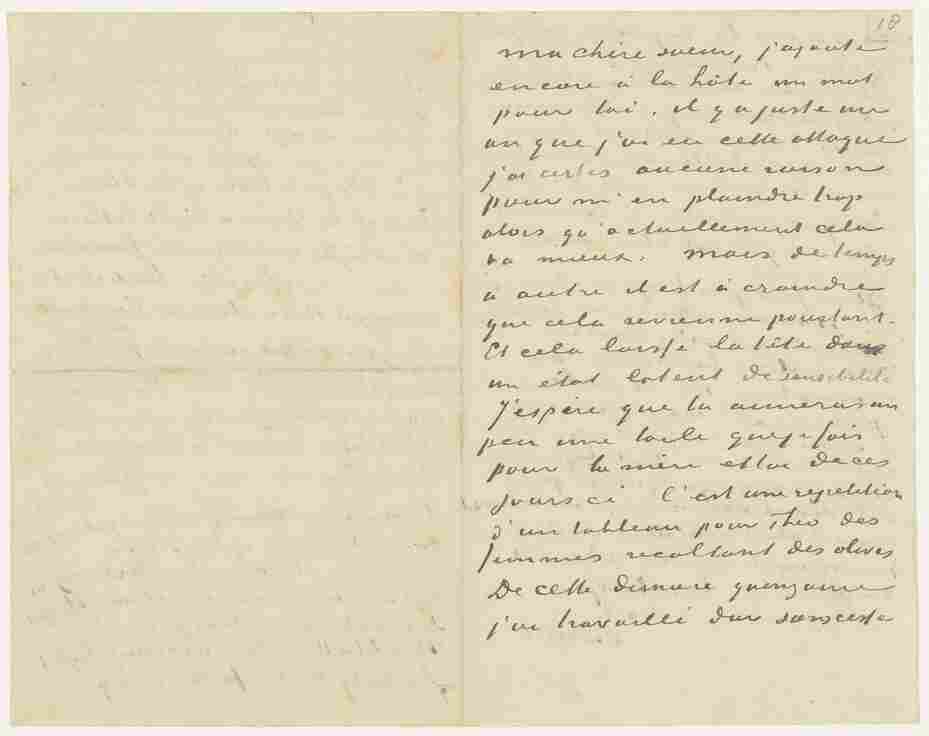 18
ma chère soeur, j'ajoute
encore à la hâte un mot
pour toi. il y a juste un
an que j'ai eu cette attaque
j'ai certes aucune raison
pour m'en plaindre trop
alors qu'actuellement cela
va mieux. Mais de temps
à autre il est à craindre
que cela revienne pourtant.
Et cela laisse la tête dans
un état latent de sensibilité
J'espère que tu aimeras un
peu une toile que je fais
pour la mère et toi de ces
jours ci C'est une repetition
d'un tableau pour Theo des
femmes recoltant des olives
De cette dernière quinzaine
j'ai travaillé dur sans cesse